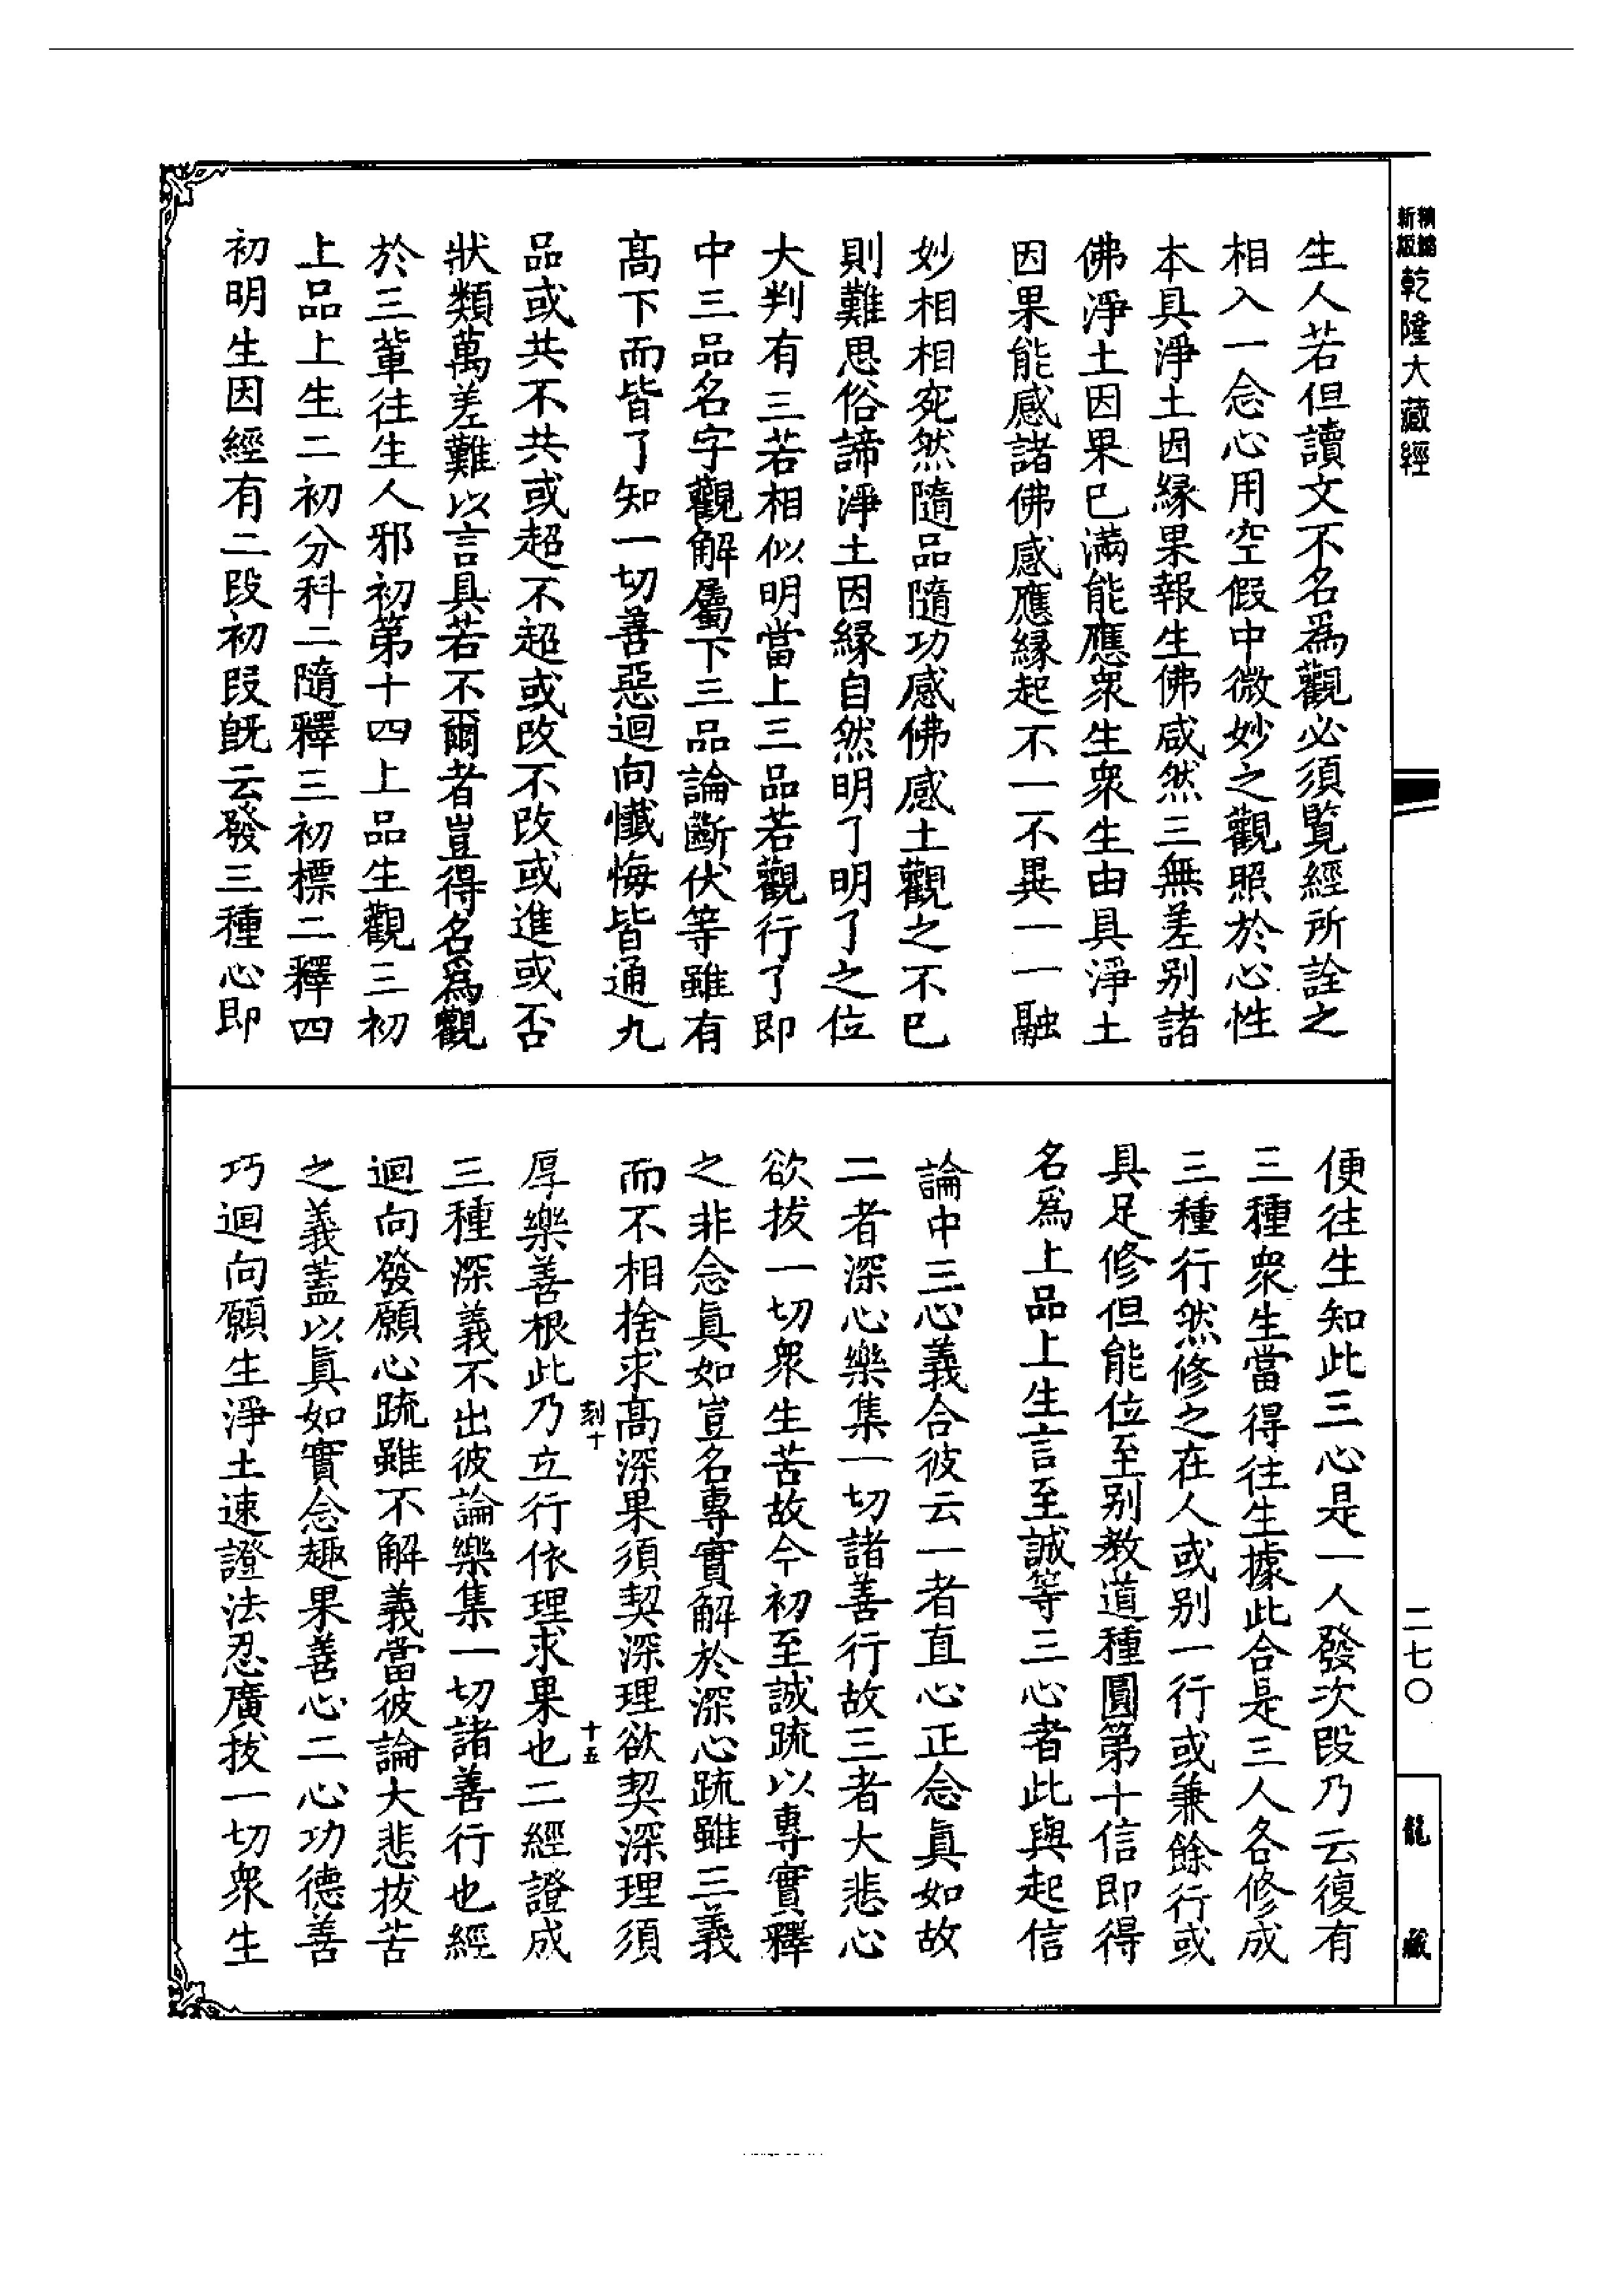 精縮新版乾隆大藏經
生人若但讀文不名爲觀必須覧經所詮之
相入一念心用空假中微妙之觀照於心性
本具淨土因緣果報生佛咸然三無差别諸
佛淨土因果已滿能應衆生衆生由具淨土
因果能感諸佛感應緣起不一不異一一融
妙相相宛然隨品隨功感佛感土觀之不已
則難思俗諦淨土因緣自然明了明了之位
大判有三若相似明當上三品若觀行了即
中三品名字觀解屬下三品論斷伏等雖有
高下而皆了知一切善惡迴向懺悔皆通九
品或共不共或超不超或改不改或進或否
狀類萬差難以言具若不爾者豈得名爲觀
於三輩往生人邪初第十四上品生觀三初
上品上生二初分科二隨釋三初標二釋四
初明生因經有二段初段既云發三種心即
便往生知此三心是一人發次段乃云復有
三種衆生當得往生據此合是三人各修成
三種行然修之在人或别一行或兼餘行或
具足修但能位至别教道種圓第十信即得
名爲上品上生言至誠等三心者此與起信
論中三心義合彼云一者直心正念眞如故
二者深心樂集一切諸善行故三者大悲心
欲拔一切衆生苦故今初至誠疏以專實釋
之非念眞如豈名專實解於深心疏雖三義
而不相捨求高深果須契深理欲契深理須
刻十 十五
厚樂善根此乃立行依理求果也二經證成
三種深義不出彼論樂集一切諸善行也經
迴向發願心疏雖不解義當彼論大悲拔苦
之義蓋以眞如實念趣果善心二心功德善
巧迴向願生淨土速證法忍廣拔一切衆生
二七〇
龍藏